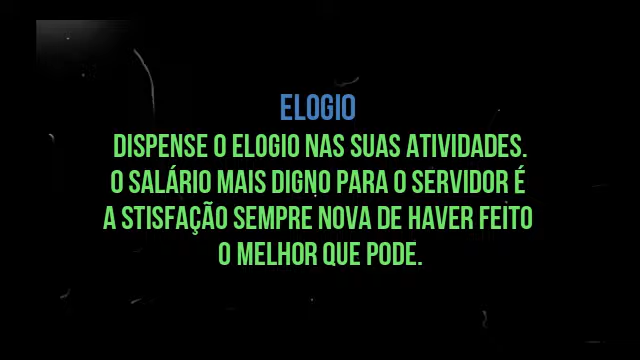 ELOGIO
DISPENSE O ELOGIO NAS SUAS ATIVIDADES.
O SALÁRIO MAIS DIGNO PARA O SERVIDOR É
A STISFAÇÃO SEMPRE NOVA DE HAVER FEITO
O MELHOR QUE PODE.